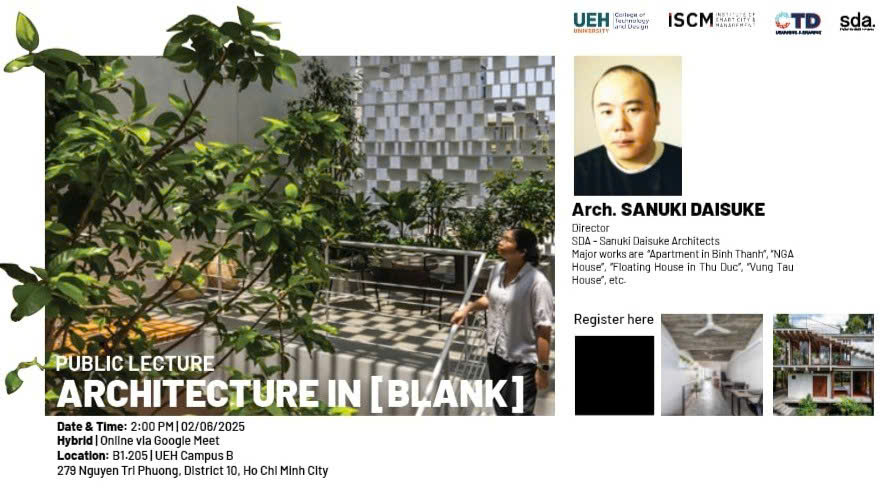 UEH
UNIVERSITY
College of
Technology
and Design
ISCM
INSTITUTE OF
SMART CITY &
MANAGEMENT
CTD
sda.
Arch. SANUKI DAISUKE
Director
SDA - Sanuki Daisuke Architects
Major works are "Apartment in Binh Thanh", "NGA
House", "Floating House in Thu Duc", "Vung Tau
House", etc.
Register here
PUBLIC LECTURE
ARCHITECTURE IN [BLANK]
Date & Time: 2:00 PM | 02/06/2025
Hybrid | Online via Google Meet
Location: B1.205 | UEH Campus B
279 Nguyen Tri Phuong, District 10, Ho Chi Minh City